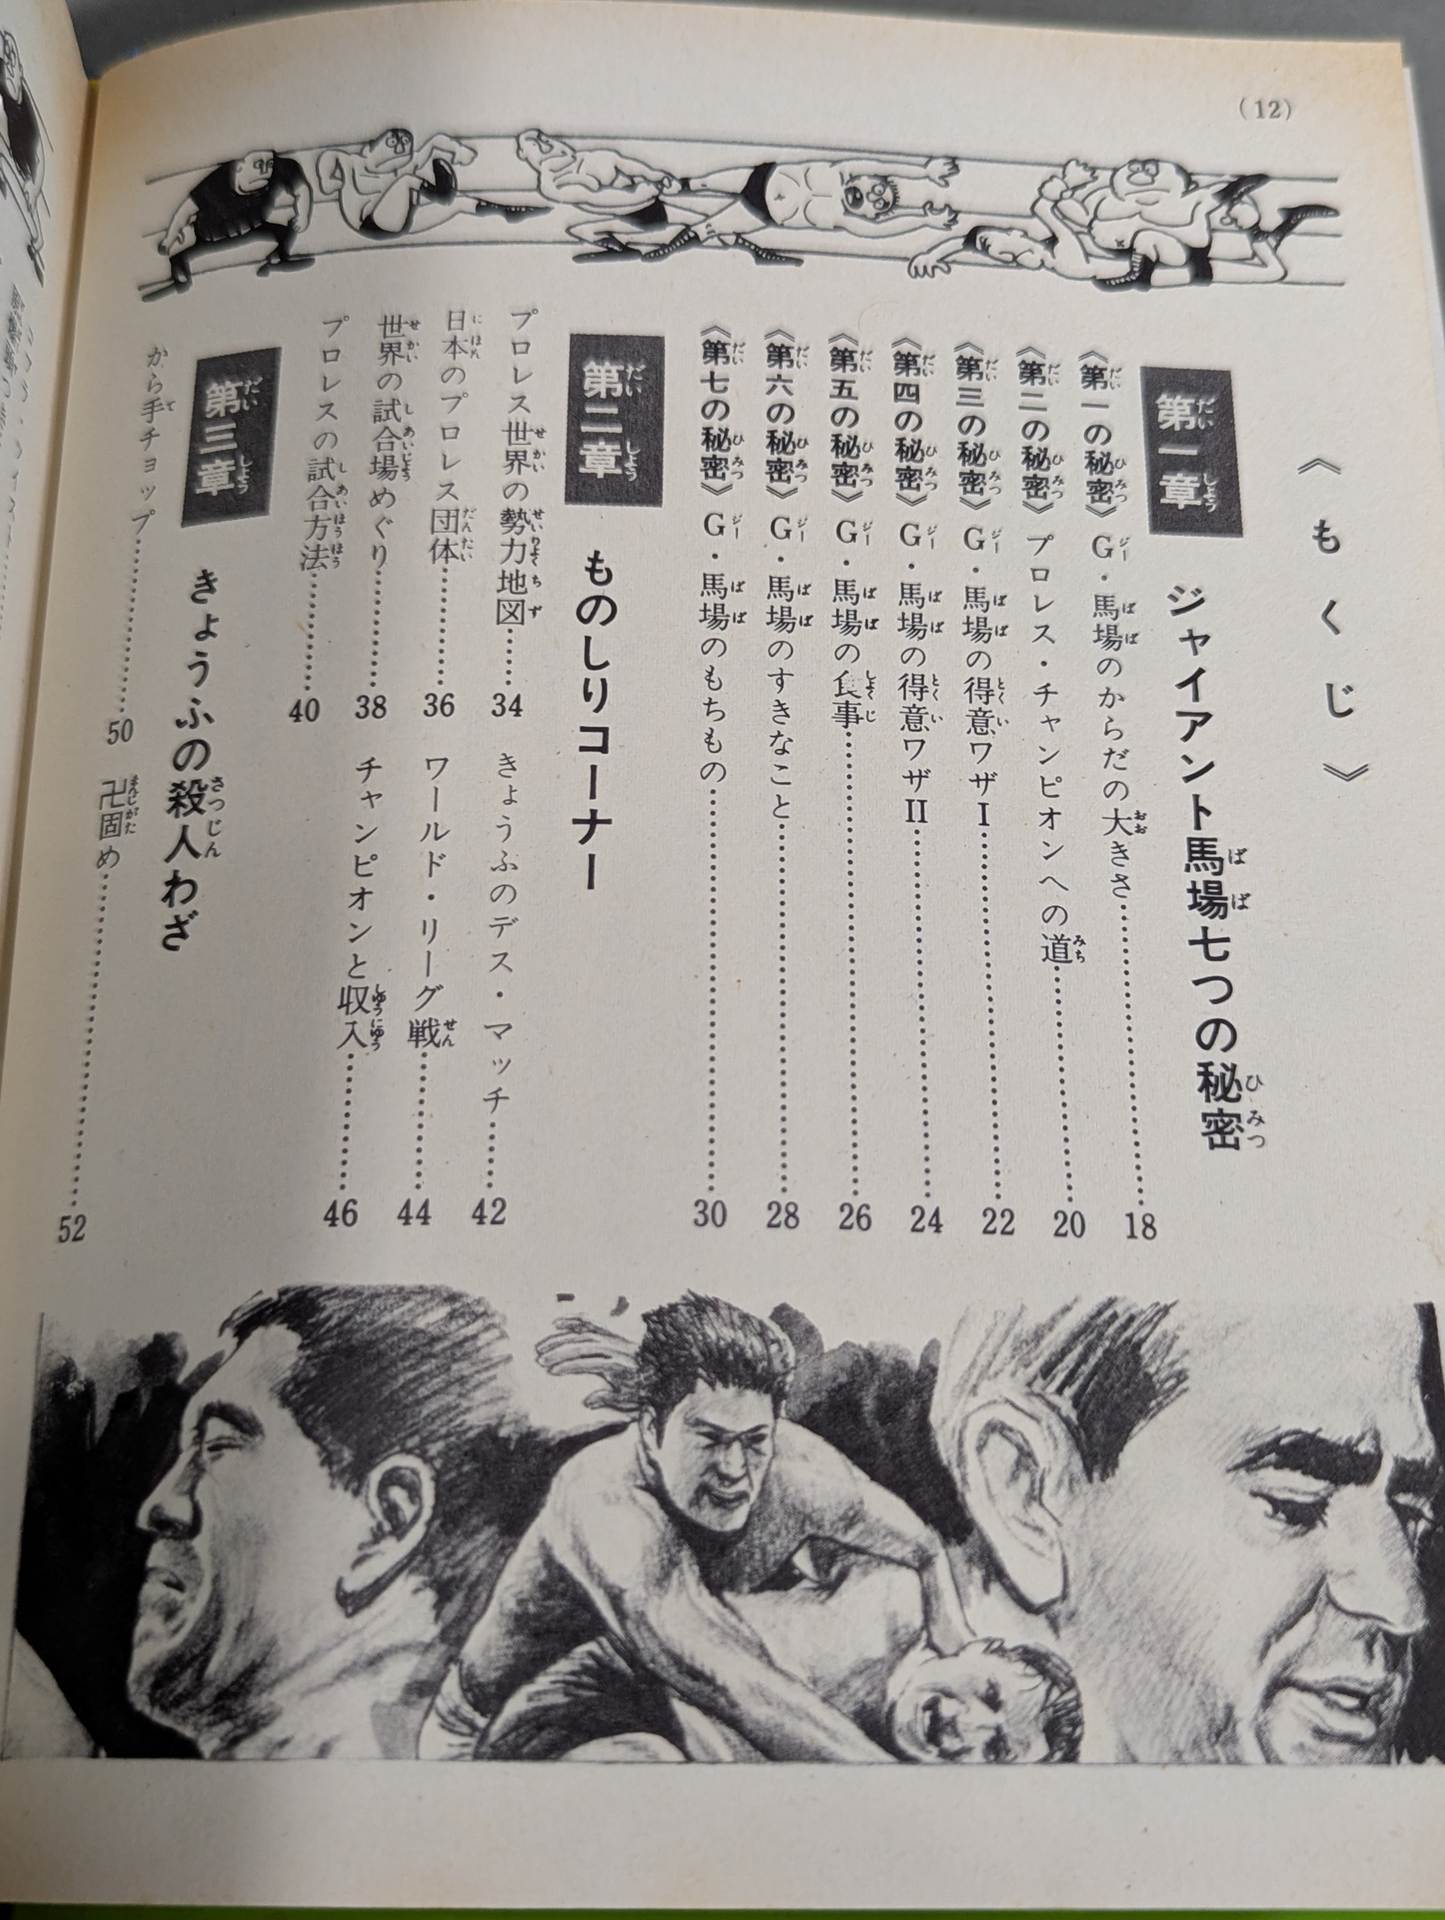 (12)
《もくじ》
第一章 ジャイアント馬場七つの秘密
《第一の秘密》G・馬場のからだの大きさ……………18
《第二の秘密》プロレス・チャンピオンへの道……………20
《第三の秘密》G・馬場の得意ワザI……………22
《第四の秘密》G・馬場の得意ワザII……………24
《第五の秘密》G・馬場の食事……………26
《第六の秘密》G・馬場のすきなこと……………28
《第七の秘密》G・馬場のもちもの……………30
第二章 ものしりコーナー
プロレス世界の勢力地図……34
日本のプロレス団体……36
世界の試合場めぐり……38
プロレスの試合方法……40
きょうふのデス・マッチ……42
ワールド・リーグ戦……44
チャンピオンと収入……46
第三章 きょうふの殺人わざ
から手チョップ……………50
卍固め……………52